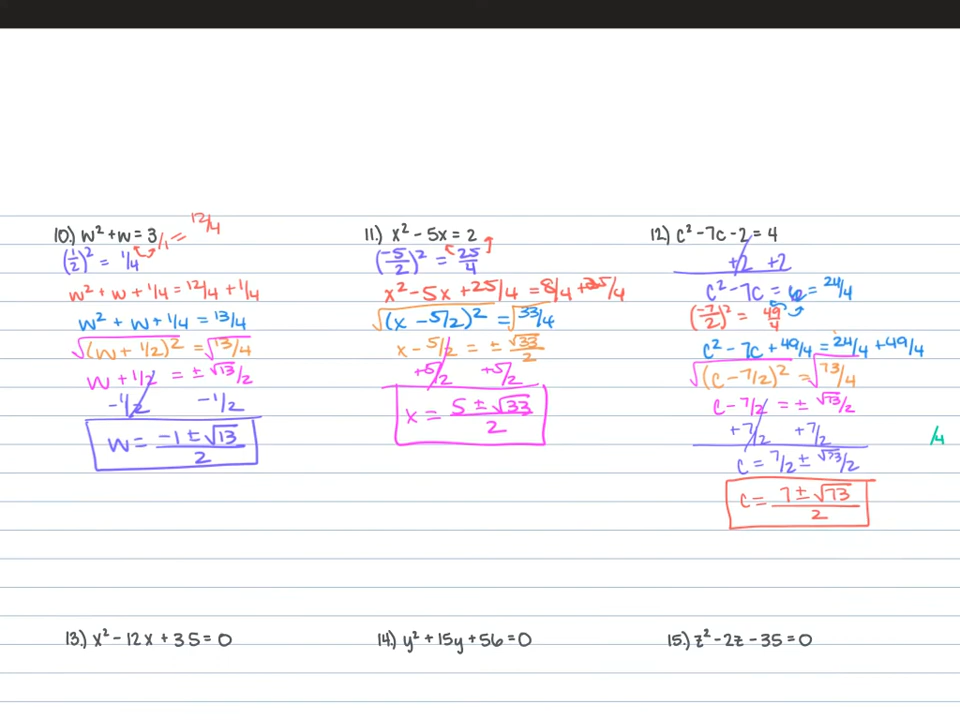 10.) w² + w = 3/1 = 12/4
(1/2)² = 1/4
w² + w + 1/4 = 12/4 + 1/4
w² + w + 1/4 = 13/4
√(w + 1/2)² = √13/4
w + 1/2 = ± √13/2
-1/2 -1/2
w = -1 ± √13 / 2
11.) x² - 5x = 2
(-5/2)² = 25/4
x² - 5x + 25/4 = 8/4 + 25/4
√(x - 5/2)² = √33/4
x - 5/2 = ± √33/2
+5/2 +5/2
x = 5 ± √33 / 2
12.) c² - 7c - 2 = 4
+2 +2
c² - 7c = 6 = 24/4
(-7/2)² = 49/4
c² - 7c + 49/4 = 24/4 + 49/4
√(c - 7/2)² = √73/4
c - 7/2 = ± √73/2
+7/2 +7/2
c = 7/2 ± √73/2
c = 7 ± √73 / 2
/4
13.) x² - 12x + 35 = 0
14.) y² + 15y + 56 = 0
15.) z² - 2z - 35 = 0